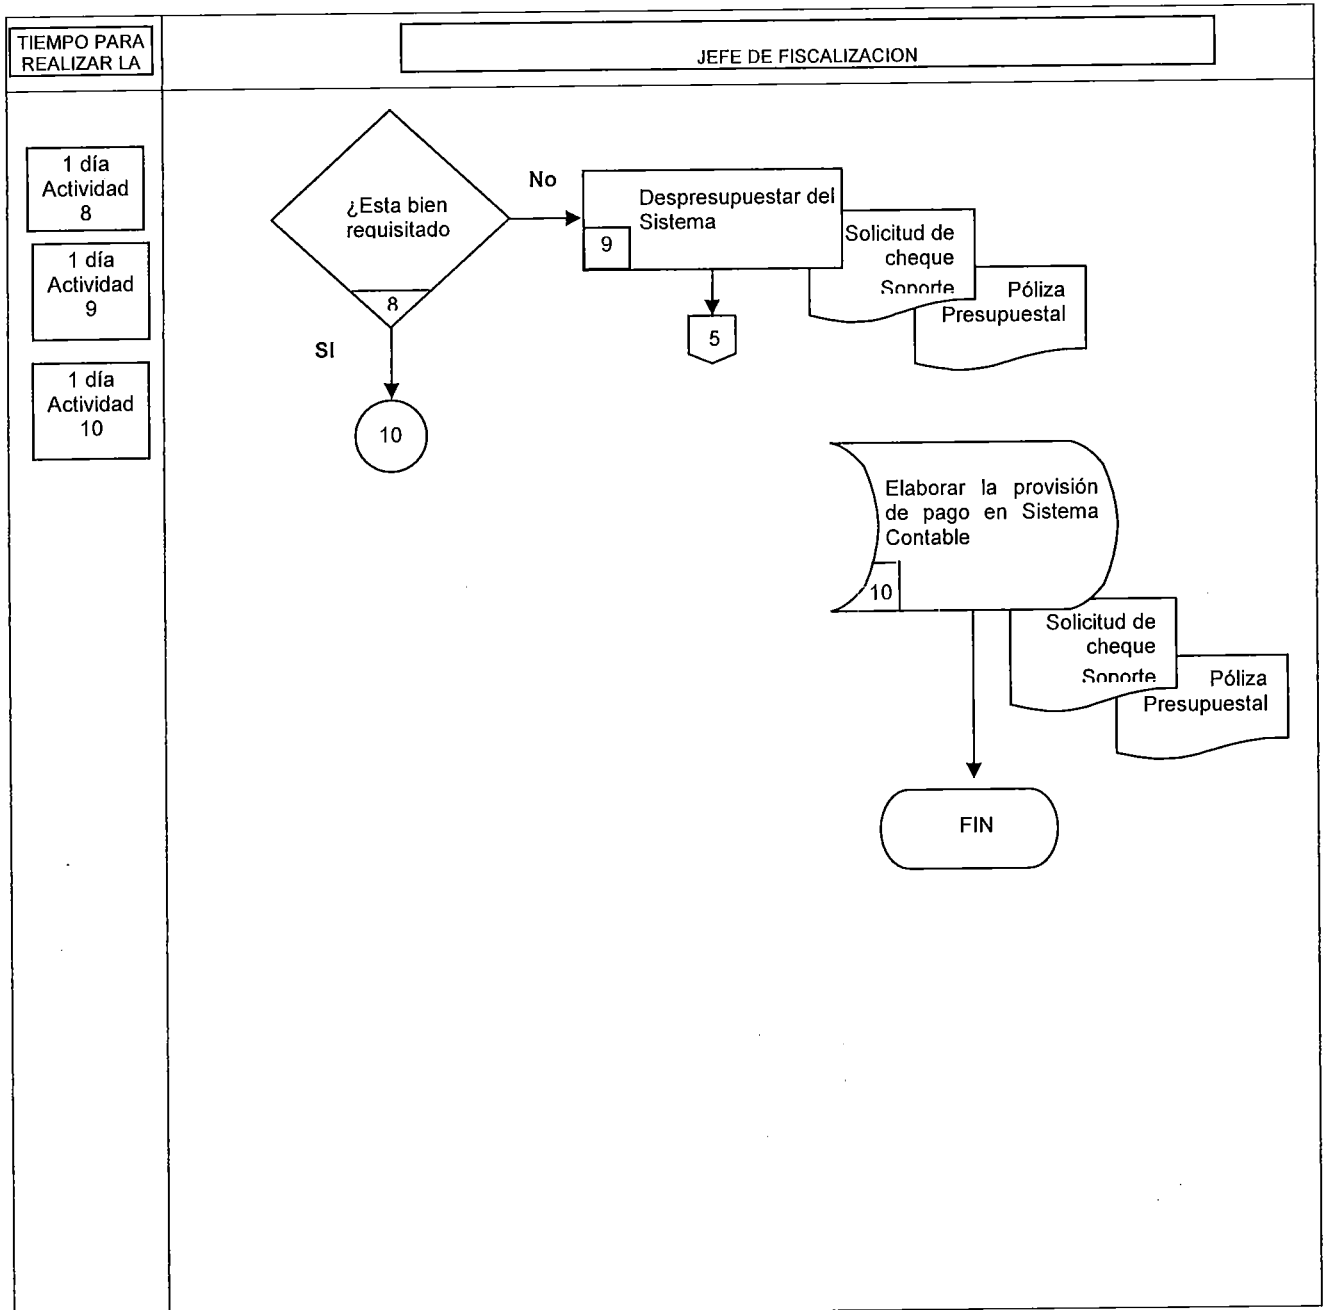 TIEMPO PARA
REALIZAR LA
JEFE DE FISCALIZACION
1 día
Actividad
8
1 día
Actividad
9
1 día
Actividad
10
¿Esta bien
requisitado
8
No
SI
10
Despresupuestar del
Sistema
9
5
Solicitud de
cheque
Soporte
Póliza
Presupuestal
Elaborar la provisión
de pago en Sistema
Contable
10
Solicitud de
cheque
Soporte
Póliza
Presupuestal
FIN